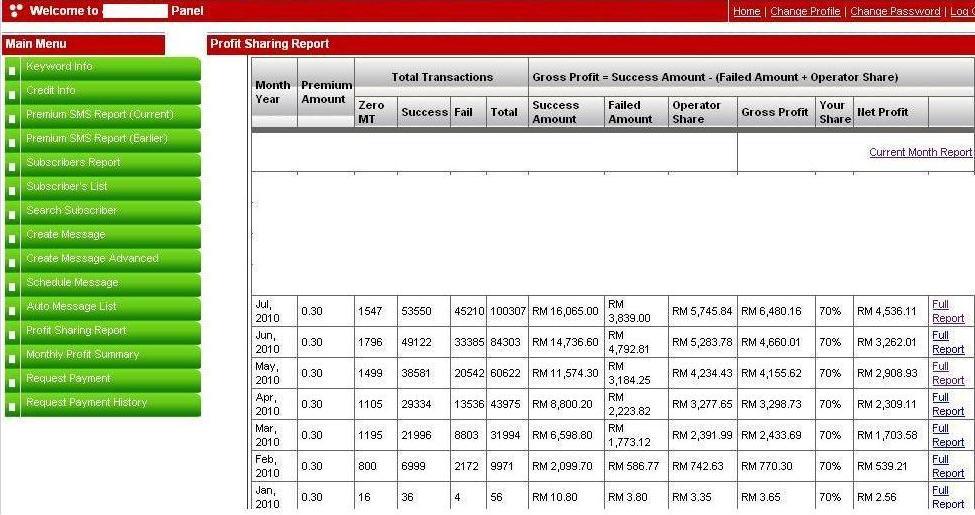 Welcome to Panel
Home | Change Profile | Change Password | Log
Main Menu
Profit Sharing Report
Keyword Info
Credit Info
Premium SMS Report (Current)
Premium SMS Report (Earlier)
Subscribers Report
Subscriber's List
Search Subscriber
Create Message
Create Message Advanced
Schedule Message
Auto Message List
Profit Sharing Report
Monthly Profit Summary
Request Payment
Request Payment History
Month Year Premium Amount Total Transactions Gross Profit = Success Amount - (Failed Amount + Operator Share)
Zero MT Success Fail Total Success Amount Failed Amount Operator Share Gross Profit Your Share Net Profit
Current Month Report
Jul, 2010 0.30 1547 53550 45210 100307 RM 16,065.00 RM 3,839.00 RM 5,745.84 RM 6,480.16 70% RM 4,536.11 Full Report
Jun, 2010 0.30 1796 49122 33385 84303 RM 14,736.60 RM 4,792.81 RM 5,283.78 RM 4,660.01 70% RM 3,262.01 Full Report
May, 2010 0.30 1499 38581 20542 60622 RM 11,574.30 RM 3,184.25 RM 4,234.43 RM 4,155.62 70% RM 2,908.93 Full Report
Apr, 2010 0.30 1105 29334 13536 43975 RM 8,800.20 RM 2,223.82 RM 3,277.65 RM 3,298.73 70% RM 2,309.11 Full Report
Mar, 2010 0.30 1195 21996 8803 31994 RM 6,598.80 RM 1,773.12 RM 2,391.99 RM 2,433.69 70% RM 1,703.58 Full Report
Feb, 2010 0.30 800 6999 2172 9971 RM 2,099.70 RM 586.77 RM 742.63 RM 770.30 70% RM 539.21 Full Report
Jan, 2010 0.30 16 36 4 56 RM 10.80 RM 3.80 RM 3.35 RM 3.65 70% RM 2.56 Full Report